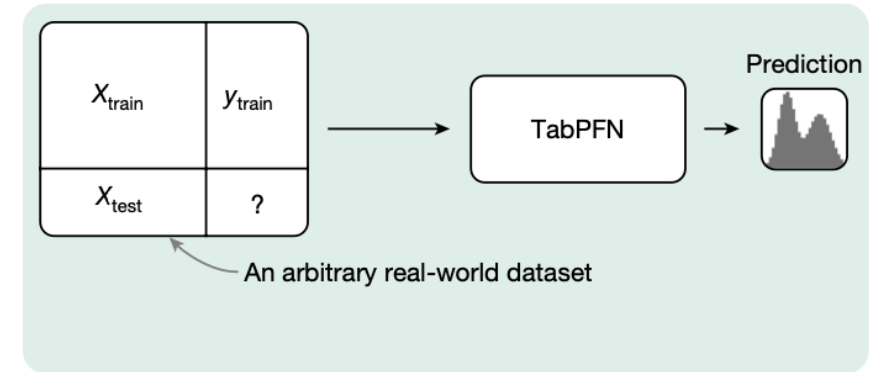 Prediction
X_train
y_train
TabPFN
X_test
?
An arbitrary real-world dataset